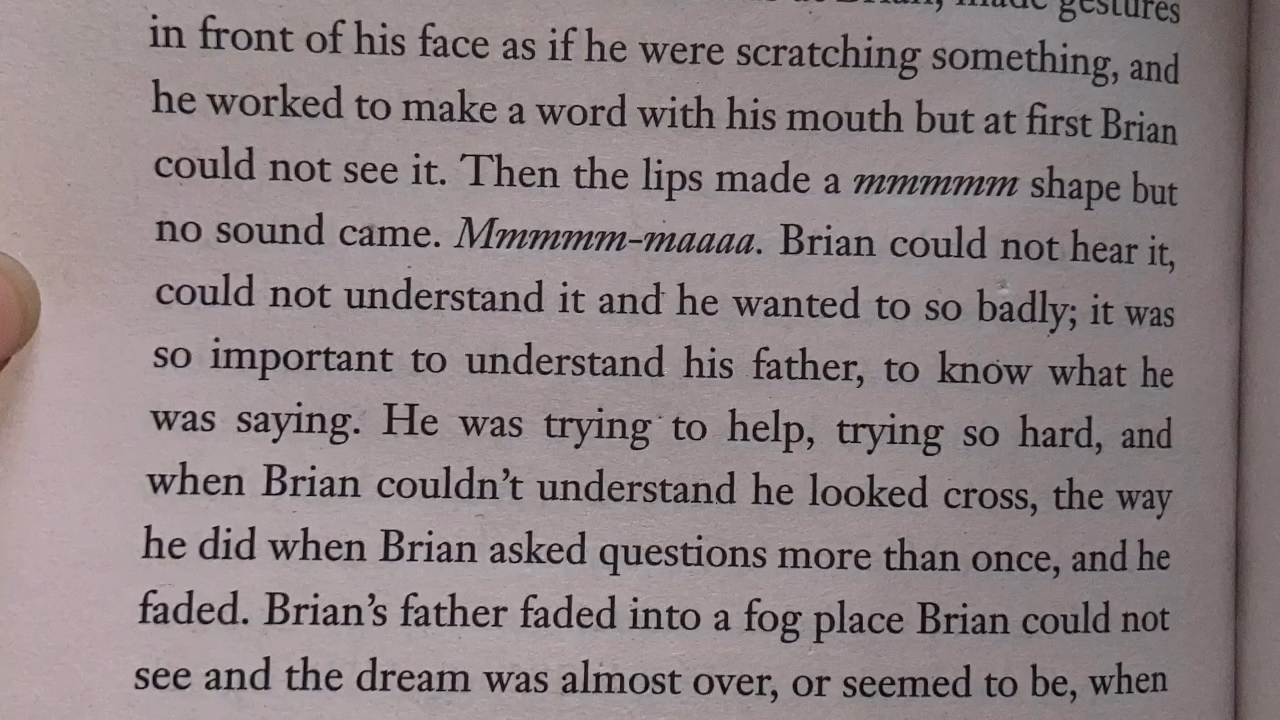 Brian, made gestures
in front of his face as if he were scratching something, and
he worked to make a word with his mouth but at first Brian
could not see it. Then the lips made a mmmmm shape but
no sound came. Mmmmm-maaaa. Brian could not hear it,
could not understand it and he wanted to so badly; it was
so important to understand his father, to know what he
was saying. He was trying to help, trying so hard, and
when Brian couldn’t understand he looked cross, the way
he did when Brian asked questions more than once, and he
faded. Brian’s father faded into a fog place Brian could not
see and the dream was almost over, or seemed to be, when